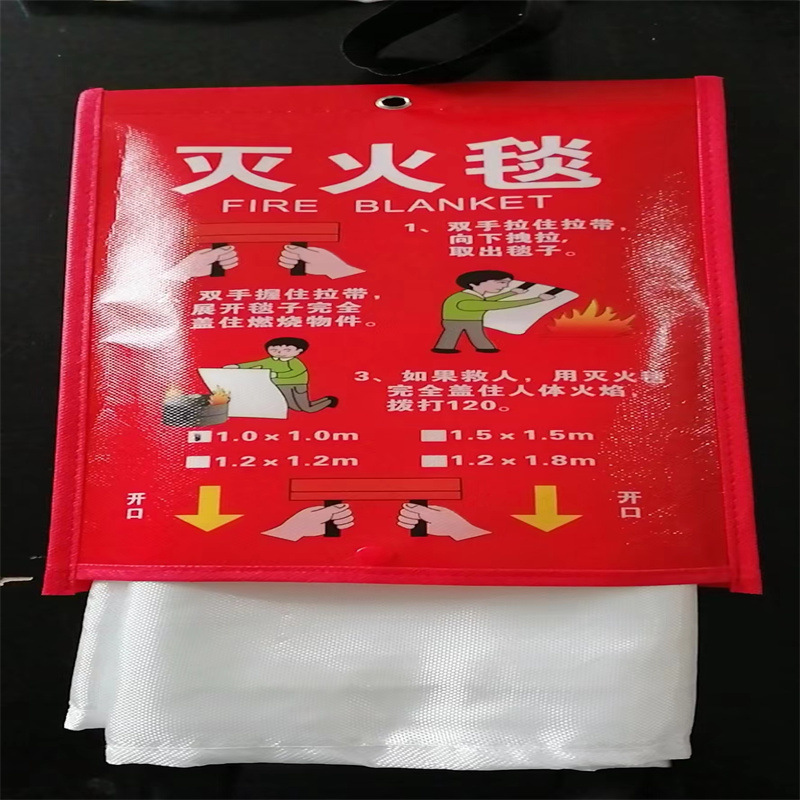 灭火毯
FIRE BLANKET
1、双手拉住拉带，
向下拽拉，
取出毯子。
双手握住拉带，
展开毯子完全
盖住燃烧物件。
3、如果救人，用灭火毯
完全盖住人体火焰，
拨打120。
1.0×1.0m
1.5×1.5m
1.2×1.2m
1.2×1.8m
开口
开口